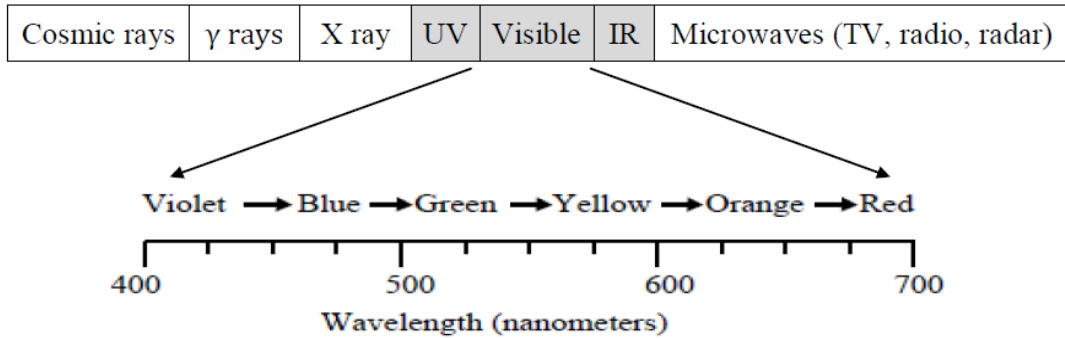 Cosmic rays γ rays X ray UV Visible IR Microwaves (TV, radio, radar)
Violet Blue Green Yellow Orange Red
400 500 600 700
Wavelength (nanometers)